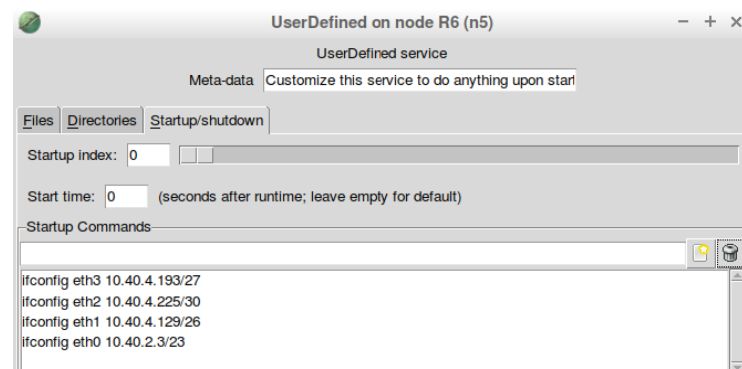 UserDefined on node R6 (n5)
UserDefined service
Meta-data Customize this service to do anything upon start
Files Directories Startup/shutdown
Startup index: 0
Start time: 0 (seconds after runtime; leave empty for default)
Startup Commands
ifconfig eth3 10.40.4.193/27
ifconfig eth2 10.40.4.225/30
ifconfig eth1 10.40.4.129/26
ifconfig eth0 10.40.2.3/23